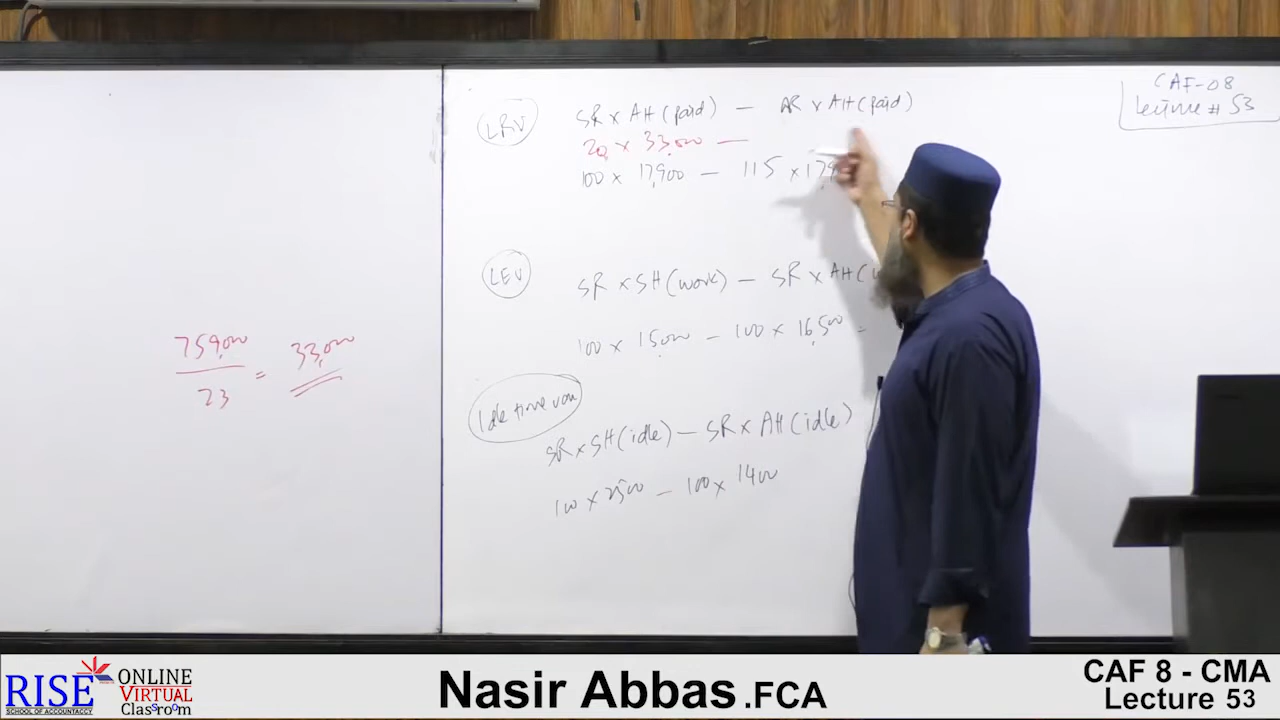 CAF-08
Lecture # 53
LRV
SR x AH (paid) — AR x AH (paid)
20 x 33,000 —
100 x 17,900 — 115 x 179
LEV
SR x SH (work) — SR x AH (
100 x 15,000 — 100 x 16,500 =
Idle time var
SR x SH (idle) — SR x AH (idle)
100 x 2500 — 100 x 1400
759,000
23
= 33,000
RISE
SCHOOL OF ACCOUNTANCY
ONLINE
VIRTUAL
Classroom
Nasir Abbas .FCA
CAF 8 - CMA
Lecture 53